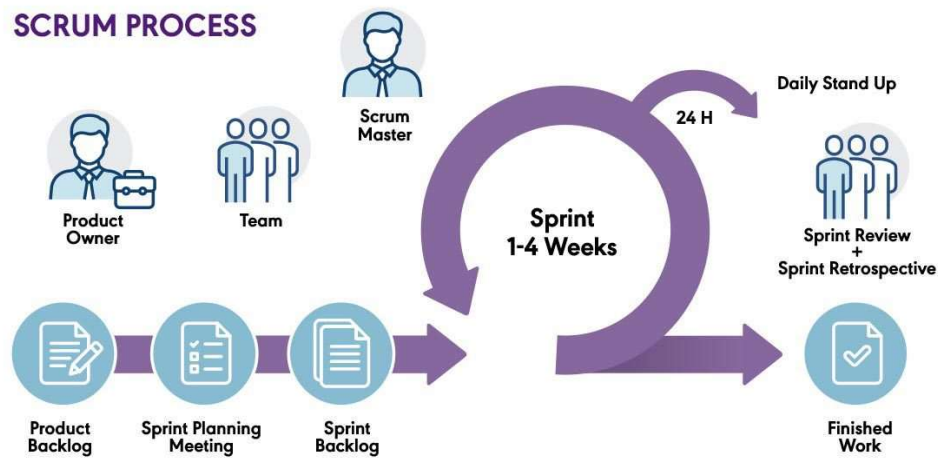 SCRUM PROCESS
Scrum
Master
Product
Owner
Team
Daily Stand Up
24 H
Sprint
1-4 Weeks
Sprint Review
+
Sprint Retrospective
Product
Backlog
Sprint Planning
Meeting
Sprint
Backlog
Finished
Work